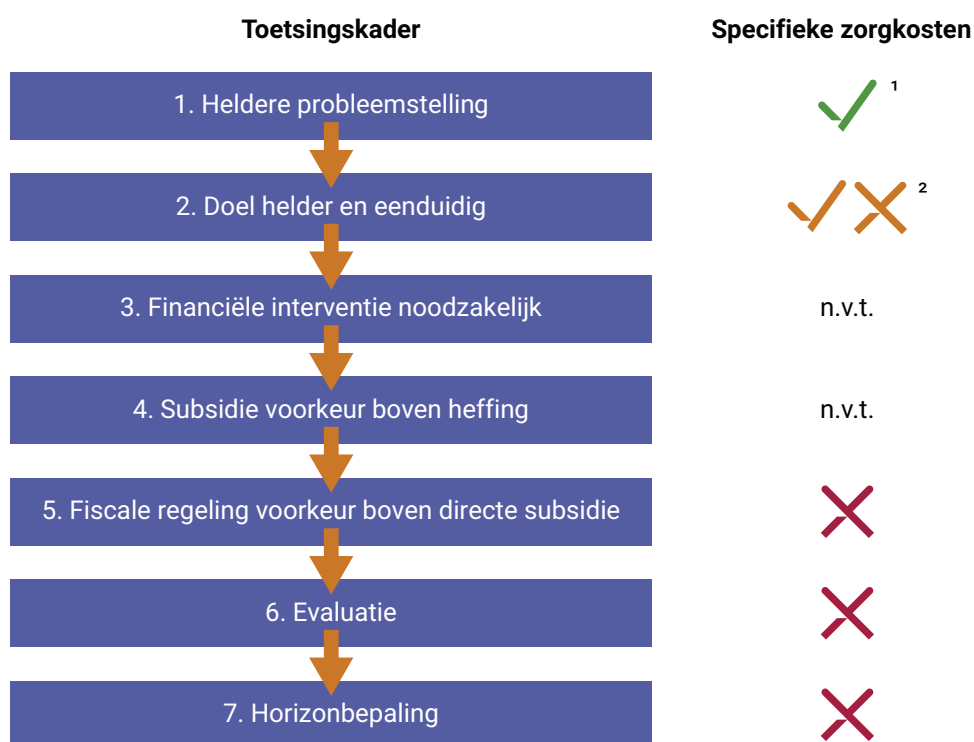 Toetsingskader Specifieke zorgkosten
1. Heldere probleemstelling 1
2. Doel helder en eenduidig 2
3. Financiële interventie noodzakelijk n.v.t.
4. Subsidie voorkeur boven heffing n.v.t.
5. Fiscale regeling voorkeur boven directe subsidie
6. Evaluatie
7. Horizonbepaling